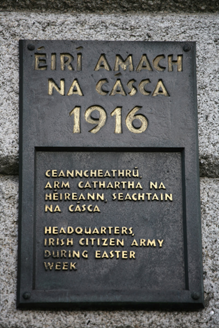 ÉIRÍ AMACH
NA CÁSCA
1916
CEANNCHEATHRÚ,
ARM CATHARTHA NA
HÉIREANN, SEACHTAIN
NA CÁSCA
HEADQUARTERS,
IRISH CITIZEN ARMY
DURING EASTER
WEEK